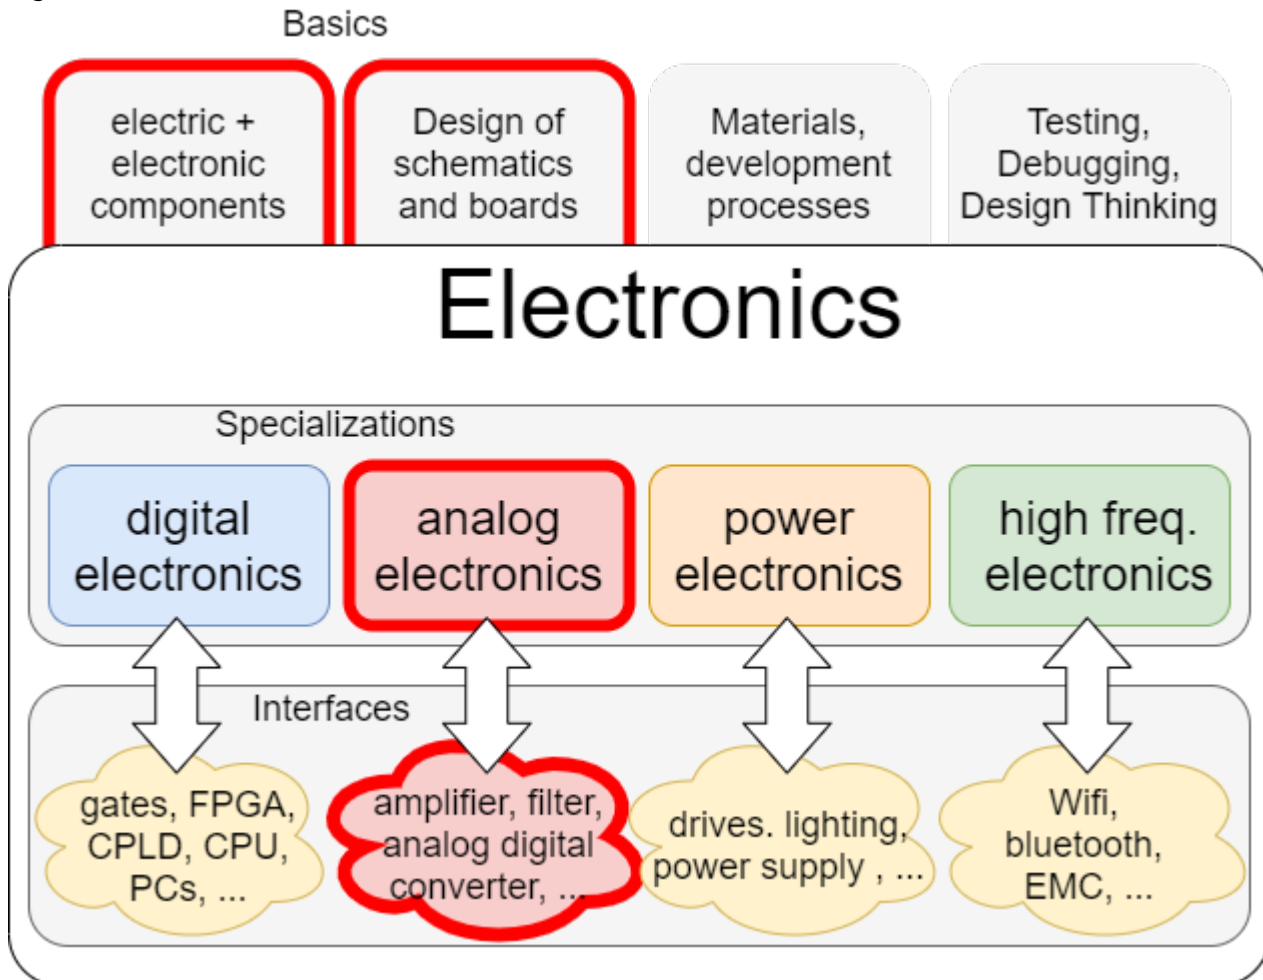 Basics
electric +
electronic
components
Design of
schematics
and boards
Materials,
development
processes
Testing,
Debugging,
Design Thinking
Electronics
Specializations
digital
electronics
analog
electronics
power
electronics
high freq.
electronics
Interfaces
gates, FPGA,
CPLD, CPU,
PCs, ...
amplifier, filter,
analog digital
converter, ...
drives. lighting,
power supply , ...
Wifi,
bluetooth,
EMC, ...